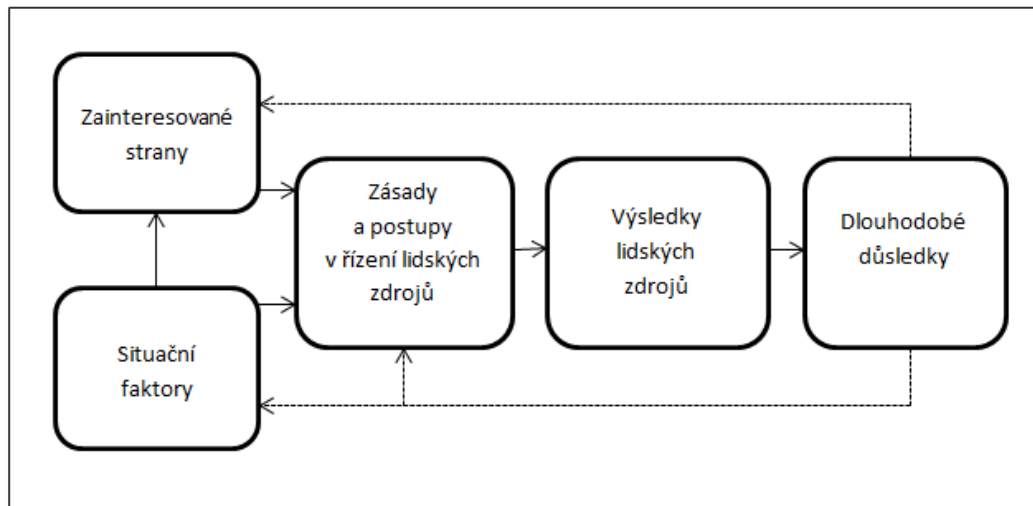 Zainteresované
strany
Situační
faktory
Zásady
a postupy
v řízení lidských
zdrojů
Výsledky
lidských
zdrojů
Dlouhodobé
důsledky